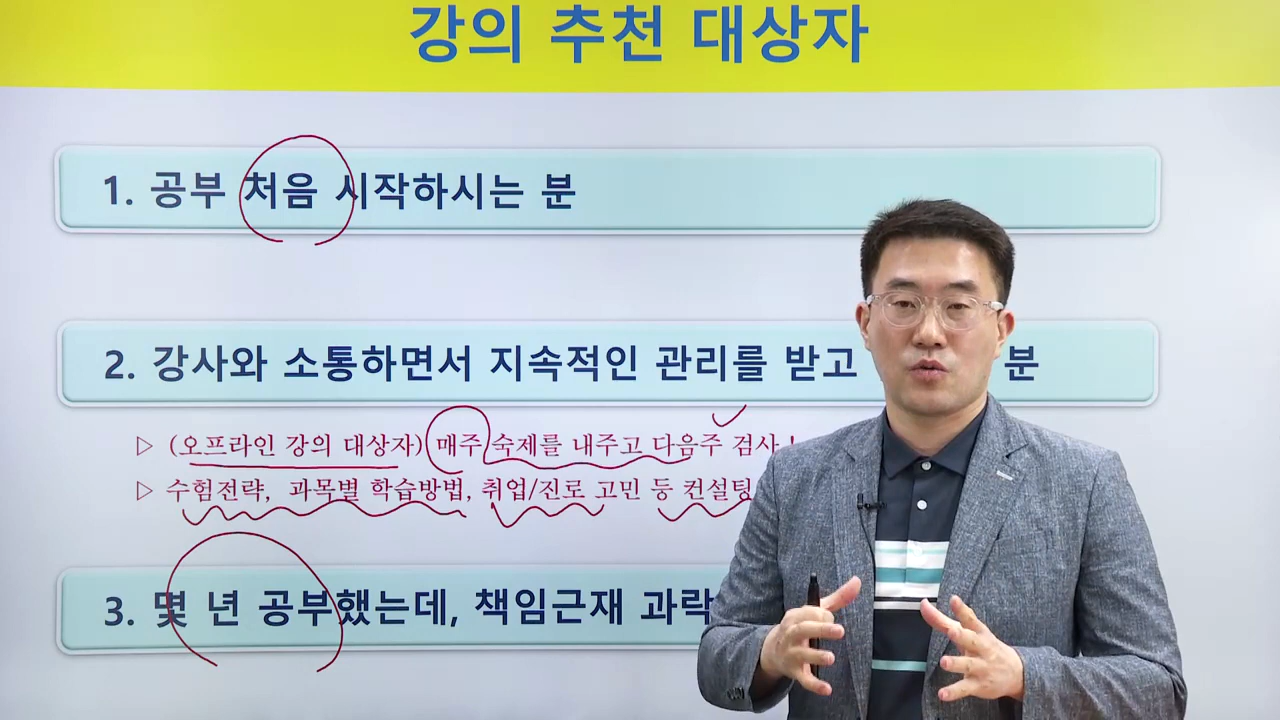 강의 추천 대상자
1. 공부 처음 시작하시는 분
2. 강사와 소통하면서 지속적인 관리를 받고 분
▷ (오프라인 강의 대상자) 매주 숙제를 내주고 다음주 검사!
▷ 수험전략, 과목별 학습방법, 취업/진로 고민 등 컨설팅
3. 몇 년 공부했는데, 책임근재 과락